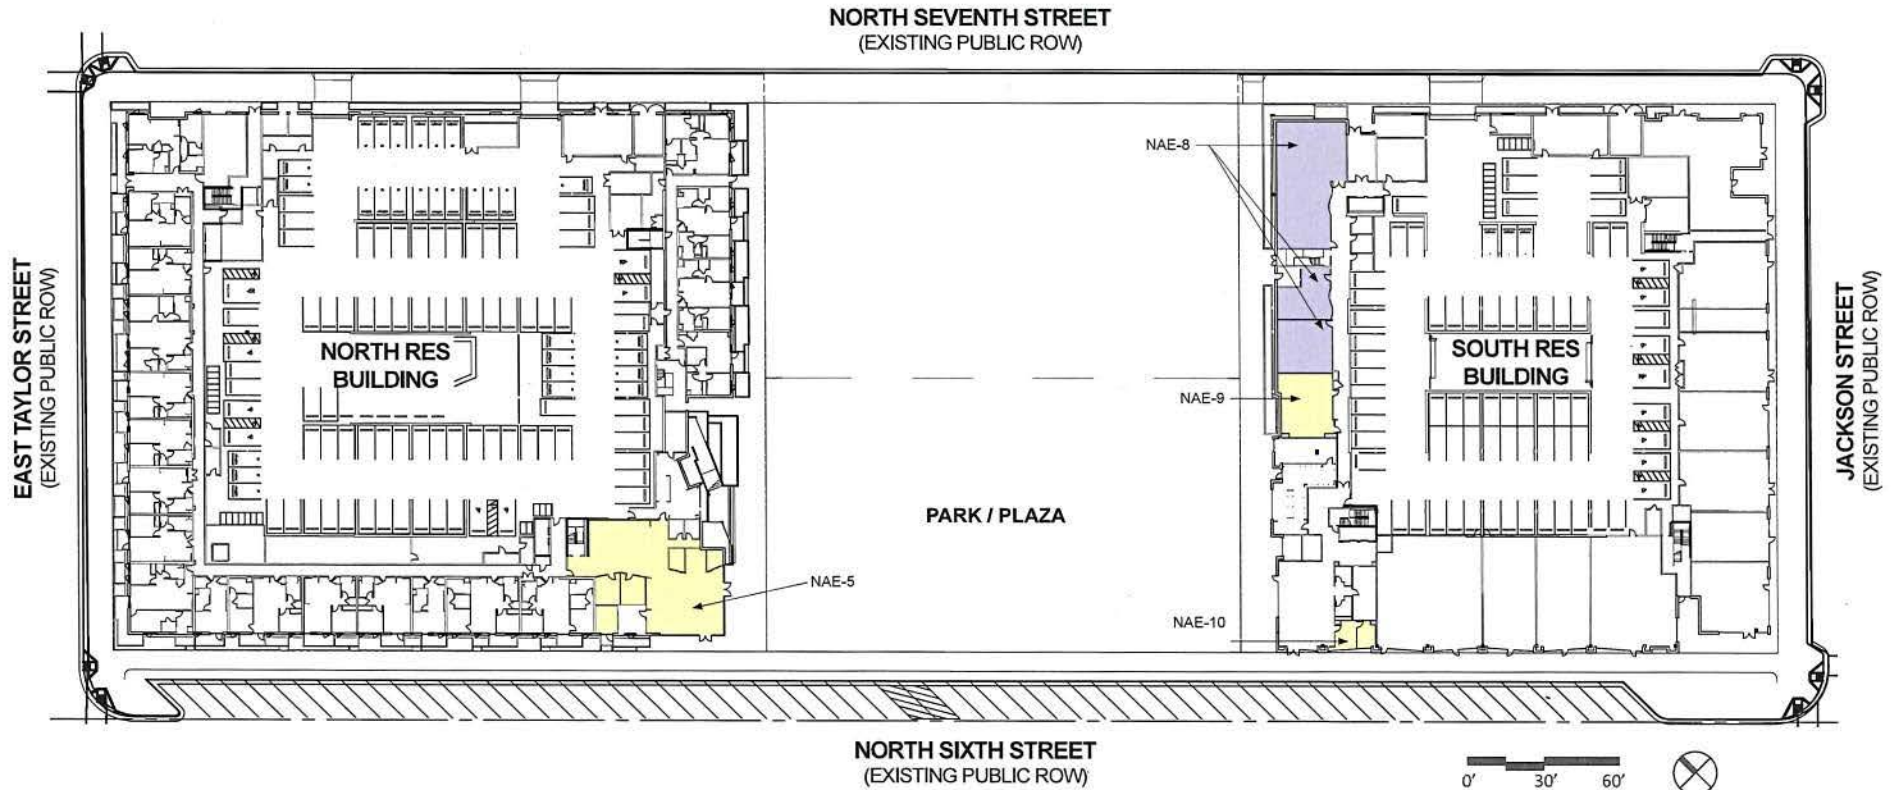 NORTH SEVENTH STREET
(EXISTING PUBLIC ROW)
EAST TAYLOR STREET
(EXISTING PUBLIC ROW)
NORTH RES
BUILDING
NAE-5
PARK / PLAZA
NAE-8
NAE-9
NAE-10
SOUTH RES
BUILDING
JACKSON STREET
(EXISTING PUBLIC ROW)
NORTH SIXTH STREET
(EXISTING PUBLIC ROW)
0' 30' 60'